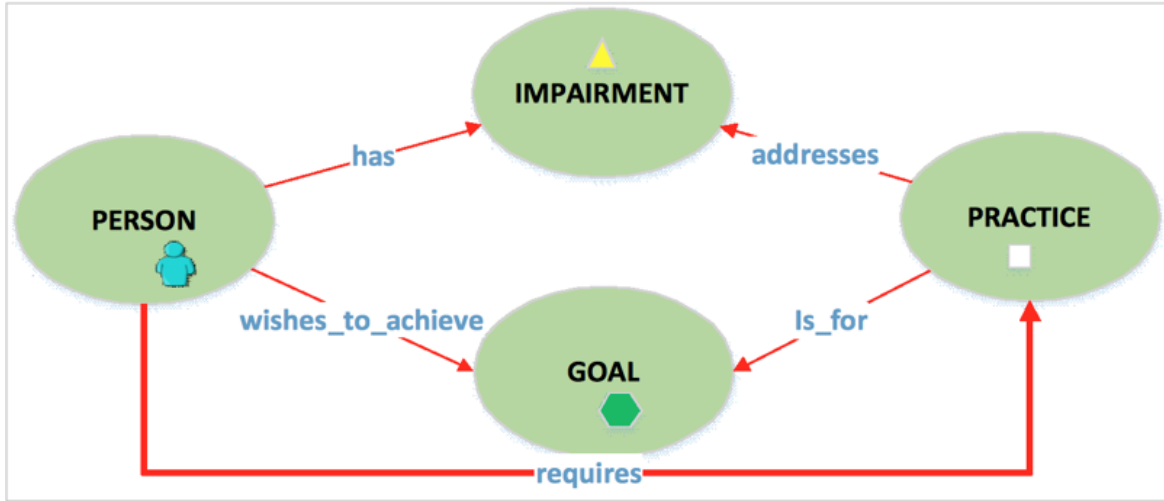 IMPAIRMENT
has
addresses
PERSON
PRACTICE
wishes_to_achieve
Is_for
GOAL
requires